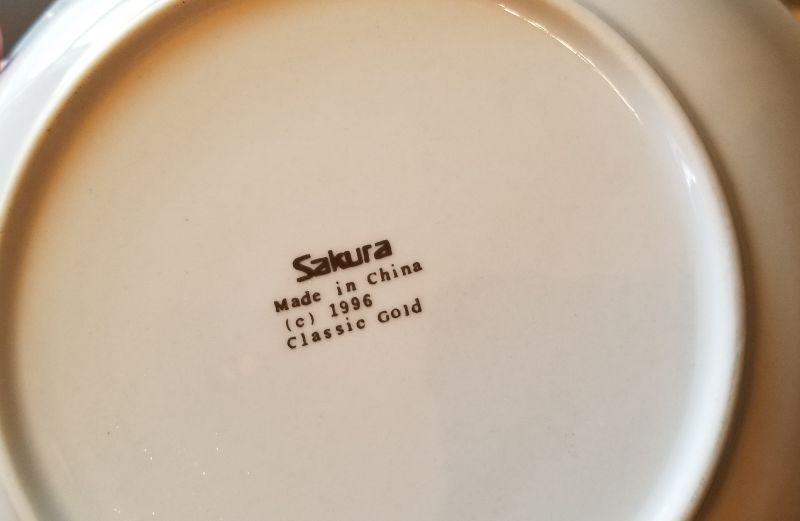 Sakura
Made in China
(c) 1996
Classic Gold